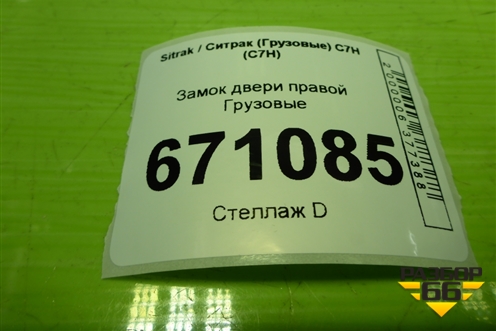 Sitrak / Ситрак (Грузовые) C7H
(C7H)
Замок двери правой
Грузовые
671085
Стеллаж D
2000006377388
РАЗБОР
66